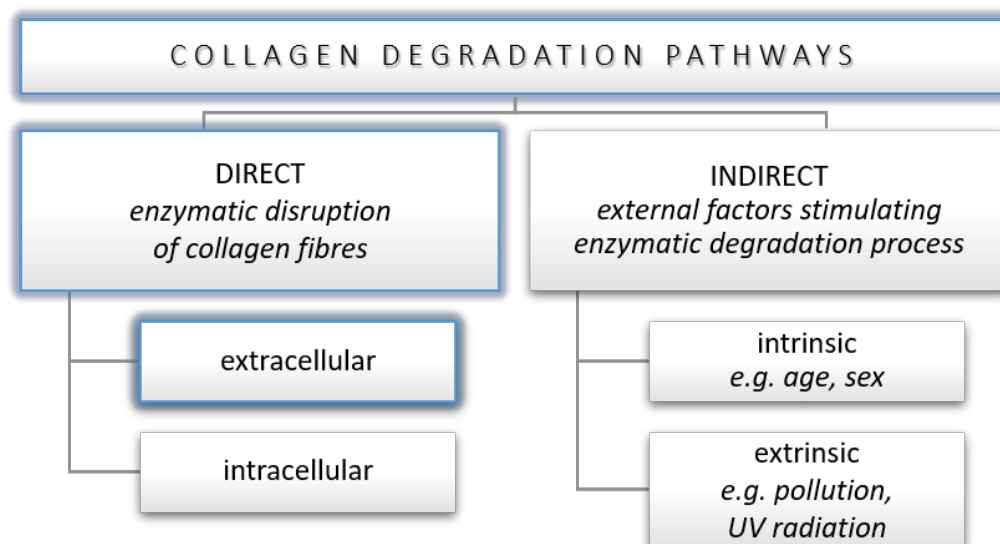 COLLAGEN DEGRADATION PATHWAYS
DIRECT
enzymatic disruption
of collagen fibres
INDIRECT
external factors stimulating
enzymatic degradation process
extracellular
intracellular
intrinsic
e.g. age, sex
extrinsic
e.g. pollution,
UV radiation